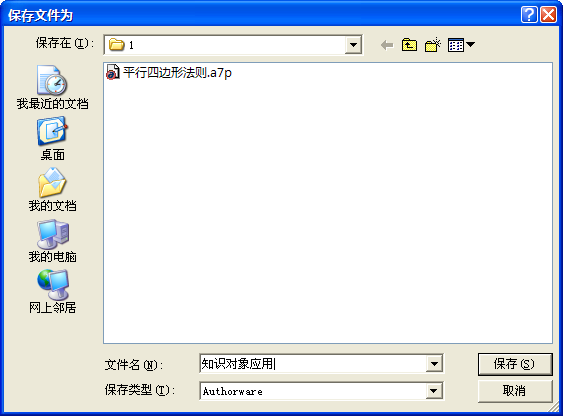 保存文件为
保存在(I):
1
平行四边形法则.a7p
我最近的文档
桌面
我的文档
我的电脑
网上邻居
文件名(N):
知识对象应用
保存(S)
保存类型(T):
Authorware
取消